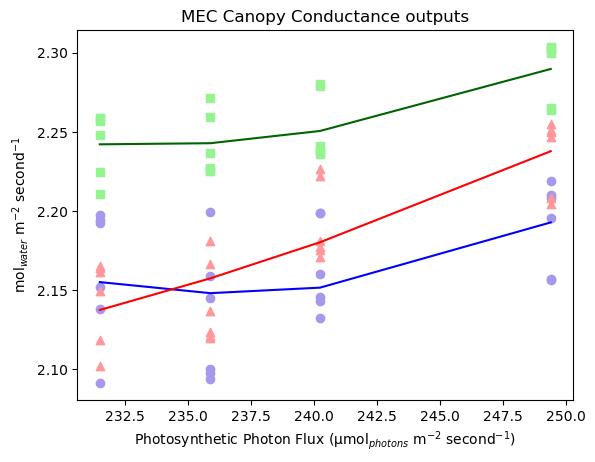 MEC Canopy Conductance outputs
2.30
2.25
2.20
2.15
2.10
mol_water m⁻² second⁻¹
232.5 235.0 237.5 240.0 242.5 245.0 247.5 250.0
Photosynthetic Photon Flux (μmol_photons m⁻² second⁻¹)